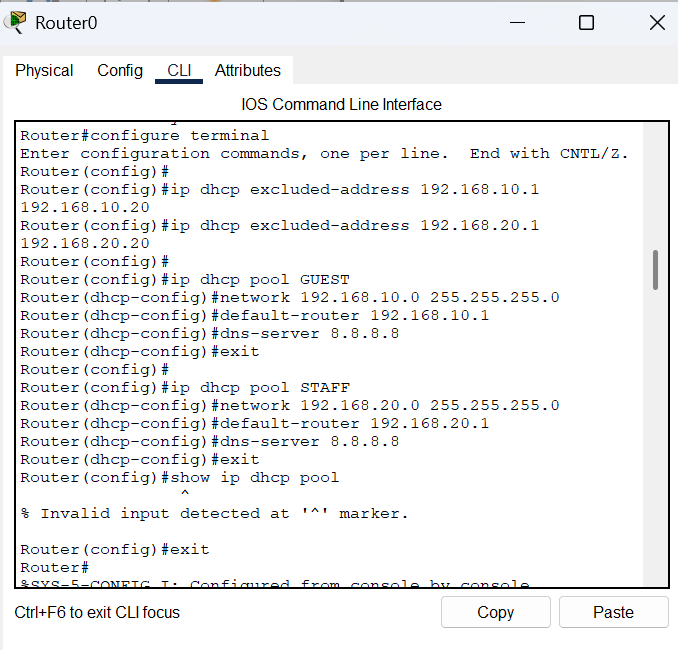 Router0
Physical Config CLI Attributes
IOS Command Line Interface
Router#configure terminal
Enter configuration commands, one per line.  End with CNTL/Z.
Router(config)#
Router(config)#ip dhcp excluded-address 192.168.10.1
192.168.10.20
Router(config)#ip dhcp excluded-address 192.168.20.1
192.168.20.20
Router(config)#
Router(config)#ip dhcp pool GUEST
Router(dhcp-config)#network 192.168.10.0 255.255.255.0
Router(dhcp-config)#default-router 192.168.10.1
Router(dhcp-config)#dns-server 8.8.8.8
Router(dhcp-config)#exit
Router(config)#
Router(config)#ip dhcp pool STAFF
Router(dhcp-config)#network 192.168.20.0 255.255.255.0
Router(dhcp-config)#default-router 192.168.20.1
Router(dhcp-config)#dns-server 8.8.8.8
Router(dhcp-config)#exit
Router(config)#show ip dhcp pool
^
% Invalid input detected at '^' marker.
Router(config)#exit
Router#
%SYS-5-CONFIG_I: Configured from console by console
Ctrl+F6 to exit CLI focus
Copy Paste